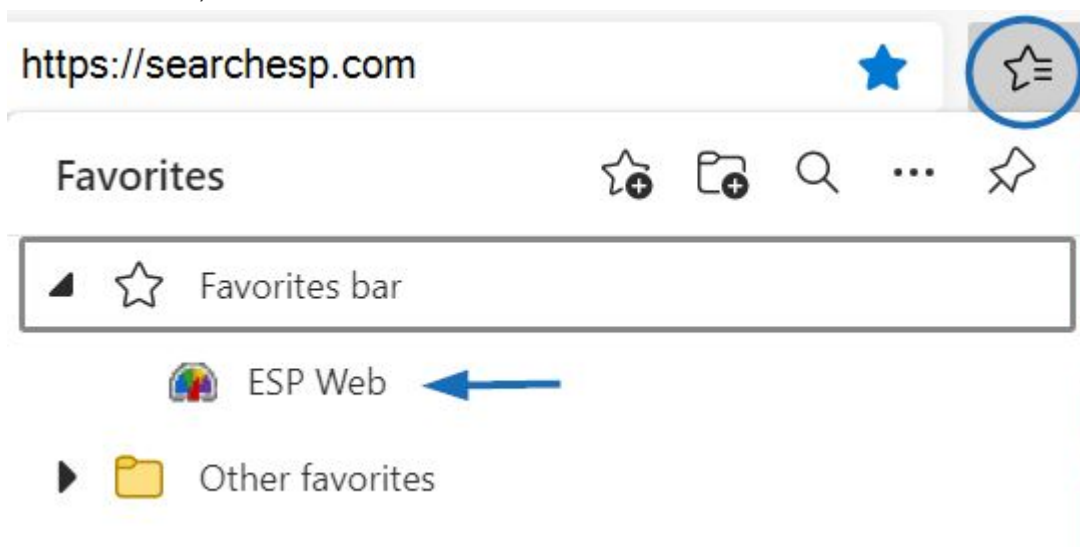 https://searchesp.com
Favorites
Favorites bar
ESP Web
Other favorites